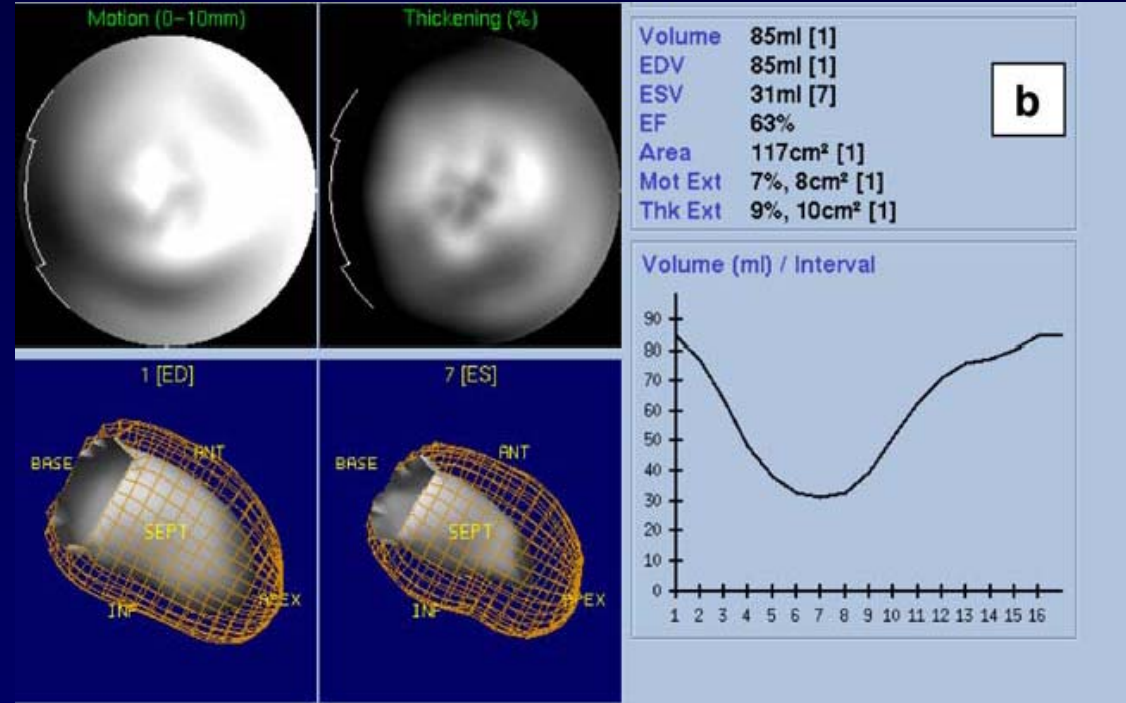 Motion (0-10mm)
Thickening (%)
Volume 85ml [1]
EDV 85ml [1]
ESV 31ml [7]
EF 63%
Area 117cm² [1]
Mot Ext 7%, 8cm² [1]
Thk Ext 9%, 10cm² [1]
b
Volume (ml) / Interval
90
80
70
60
50
40
30
20
10
0
1 2 3 4 5 6 7 8 9 10 11 12 13 14 15 16
1 [ED]
BASE
ANT
SEPT
INF
APEX
7 [ES]
BASE
ANT
SEPT
INF
APEX